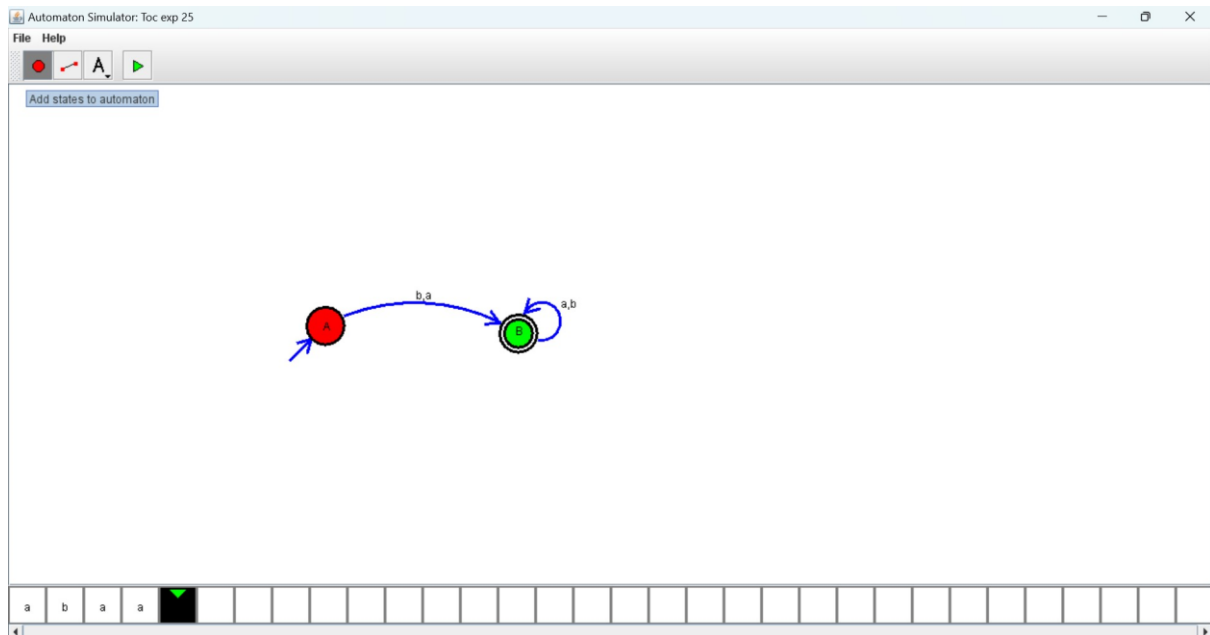 Automaton Simulator: Toc exp 25
File Help
A
Add states to automaton
b,a
a,b
A
B
a b a a